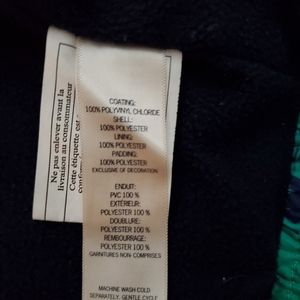 Ne pas enlever avant la
livraison au consommateur
Cette étiquette est
COATING:
100% POLYVINYL CHLORIDE
SHELL:
100% POLYESTER
LINING:
100% POLYESTER
PADDING:
100% POLYESTER
EXCLUSIVE OF DECORATION
ENDUIT:
PVC 100 %
EXTÉRIEUR:
POLYESTER 100 %
DOUBLURE:
POLYESTER 100 %
REMBOURRAGE:
POLYESTER 100 %
GARNITURES NON-COMPRISES
MACHINE WASH COLD
SEPARATELY, GENTLE CYCLE